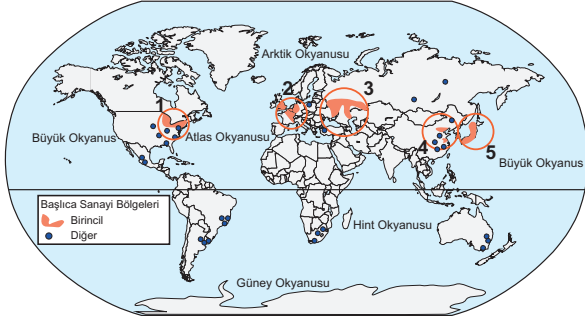 Arktik Okyanusu
1
2
3
Büyük Okyanus
Atlas Okyanusu
4
5
Büyük Okyanus
Başlıca Sanayi Bölgeleri
Birincil
Diğer
Hint Okyanusu
Güney Okyanusu